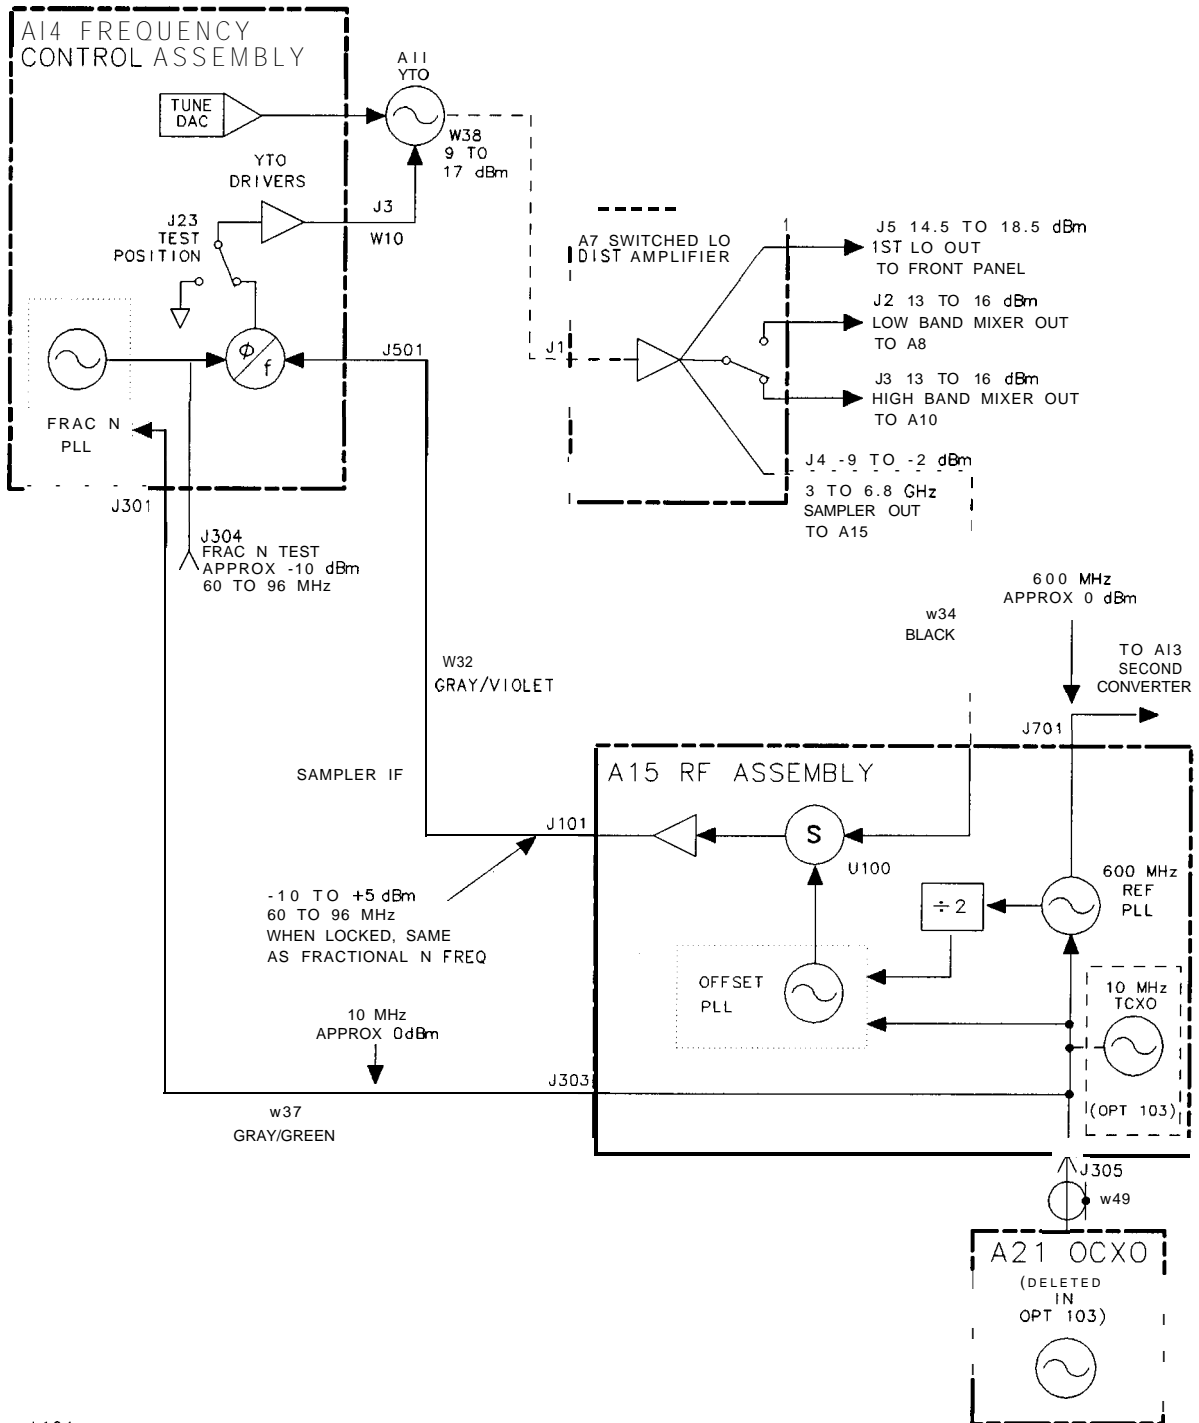 A14 FREQUENCY
CONTROL ASSEMBLY
TUNE
DAC
A11
YTO
W38
9 TO
17 dBm
YTO
DRIVERS
J3
W10
J23
TEST
POSITION
ϕ/f
FRAC N
PLL
J501
J301
J304
FRAC N TEST
APPROX -10 dBm
60 TO 96 MHz
A7 SWITCHED LO
DIST AMPLIFIER
J1
J5 14.5 TO 18.5 dBm
1ST LO OUT
TO FRONT PANEL
J2 13 TO 16 dBm
LOW BAND MIXER OUT
TO A8
J3 13 TO 16 dBm
HIGH BAND MIXER OUT
TO A10
J4 -9 TO -2 dBm
3 TO 6.8 GHz
SAMPLER OUT
TO A15
600 MHz
APPROX 0 dBm
w34
BLACK
TO A13
SECOND
CONVERTER
W32
GRAY/VIOLET
J701
SAMPLER IF
A15 RF ASSEMBLY
J101
S
U100
600 MHz
REF
PLL
÷2
-10 TO +5 dBm
60 TO 96 MHz
WHEN LOCKED, SAME
AS FRACTIONAL N FREQ
OFFSET
PLL
10 MHz
TCXO
(OPT 103)
10 MHz
APPROX 0dBm
J303
w37
GRAY/GREEN
J305
w49
A21 OCXO
(DELETED
IN
OPT 103)